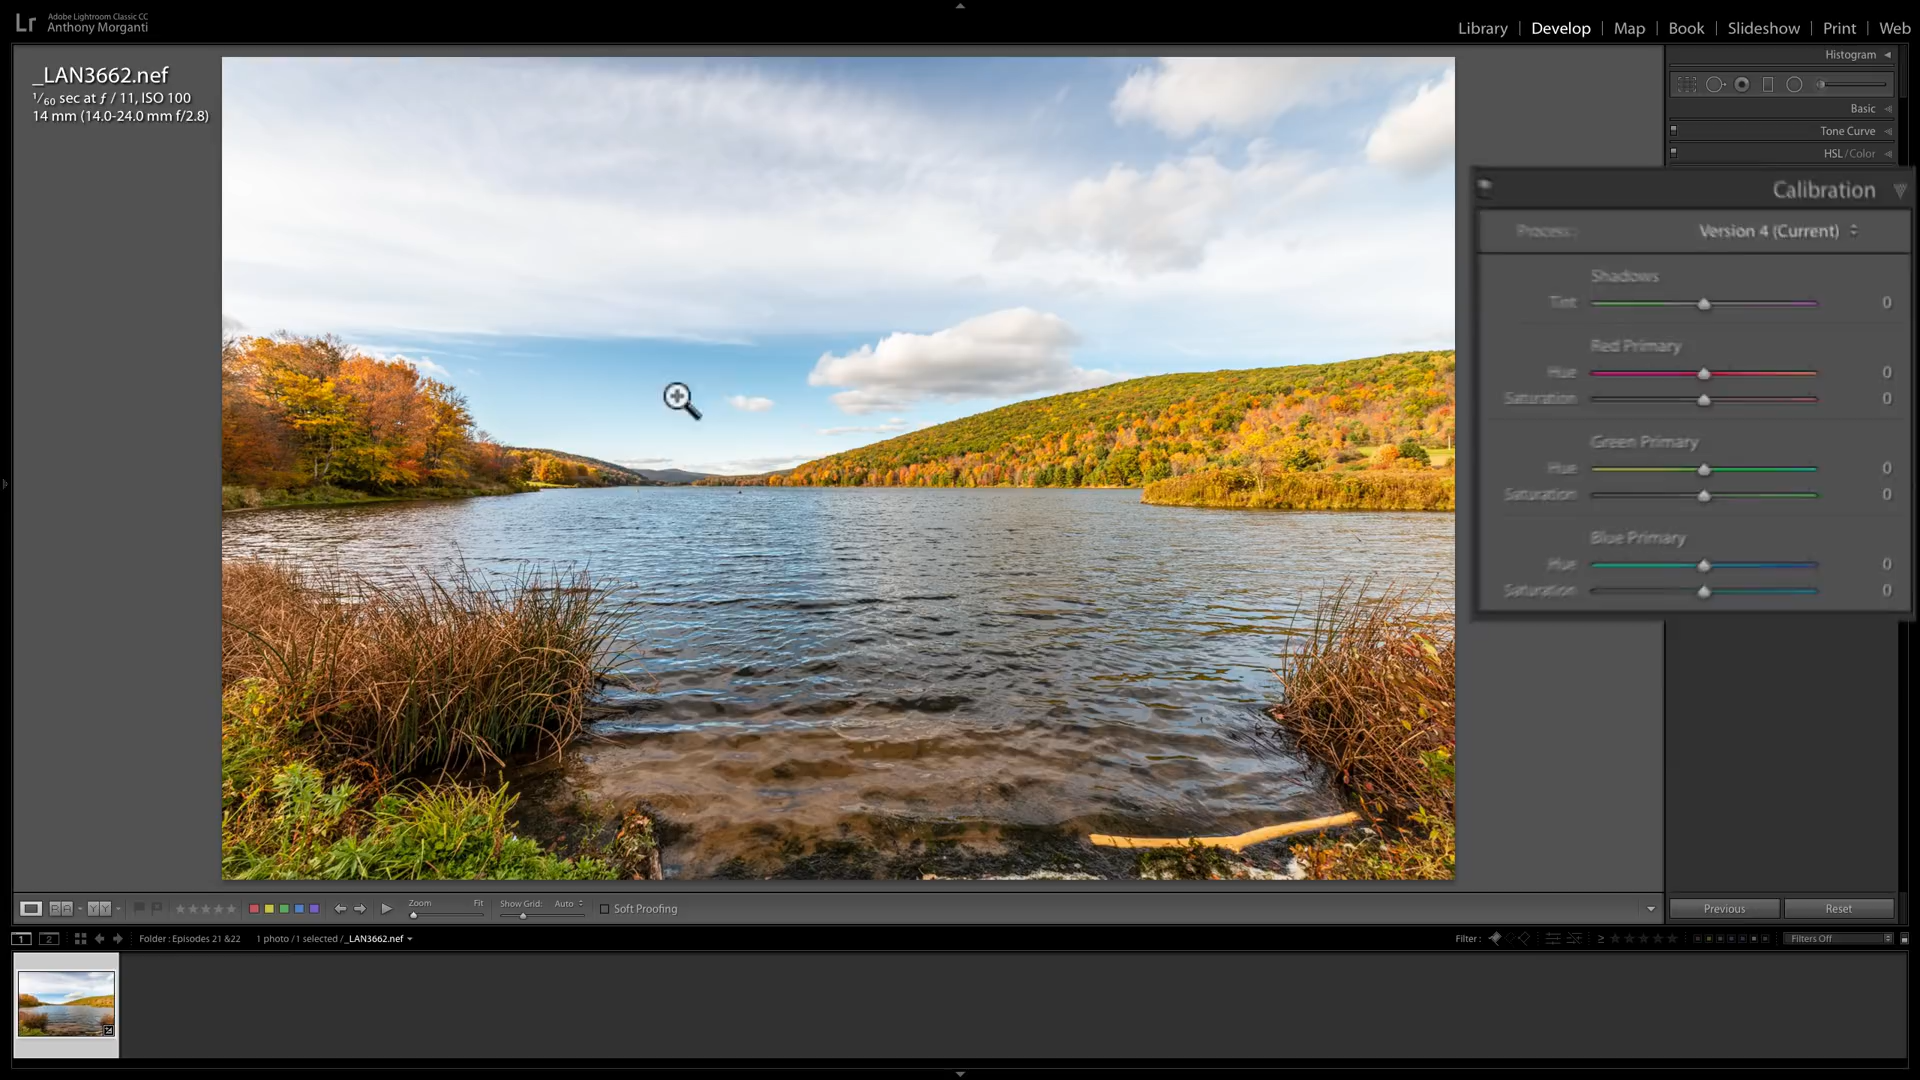 Lr
Adobe Lightroom Classic CC
Anthony Morganti
Library | Develop | Map | Book | Slideshow | Print | Web
_LAN3662.nef
1/60 sec at ƒ / 11, ISO 100
14 mm (14.0-24.0 mm f/2.8)
Histogram
Basic
Tone Curve
HSL / Color
Calibration
Process: Version 4 (Current)
Shadows
Tint 0
Red Primary
Hue 0
Saturation 0
Green Primary
Hue 0
Saturation 0
Blue Primary
Hue 0
Saturation 0
Zoom Fit Show Grid: Auto Soft Proofing
Previous Reset
1 2 Folder : Episodes 21 &22 1 photo / 1 selected / _LAN3662.nef Filter : Filters Off